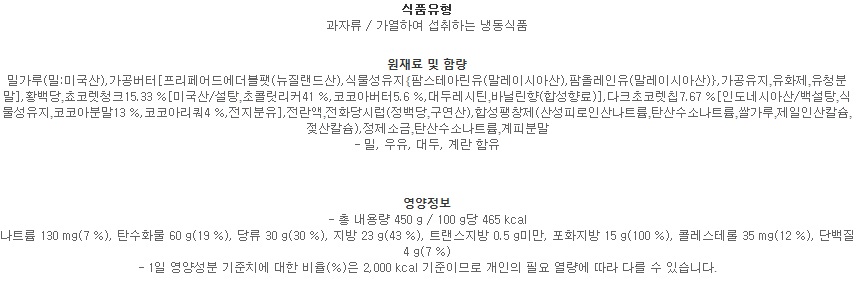 식품유형
과자류 / 가열하여 섭취하는 냉동식품
원재료 및 함량
밀가루(밀:미국산),가공버터[프리페어드에더블팻(뉴질랜드산),식물성유지{팜스테아린유(말레이시아산),팜올레인유(말레이시아산)},가공유지,유화제,유청분
말],황백당,초코렛청크15.33 %[미국산/설탕,초콜릿리커41 %,코코아버터5.6 %,대두레시틴,바닐린향(합성향료)],다크초코렛칩7.67 %[인도네시아산/백설탕,식
물성유지,코코아분말13 %,코코아리쿼4 %,전지분유],전란액,전화당시럽(정백당,구연산),합성팽창제(산성피로인산나트륨,탄산수소나트륨,쌀가루,제일인산칼슘,
젖산칼슘),정제소금,탄산수소나트륨,계피분말
- 밀, 우유, 대두, 계란 함유
영양정보
- 총 내용량 450 g / 100 g당 465 kcal
나트륨 130 mg(7 %), 탄수화물 60 g(19 %), 당류 30 g(30 %), 지방 23 g(43 %), 트랜스지방 0.5 g미만, 포화지방 15 g(100 %), 콜레스테롤 35 mg(12 %), 단백질
4 g(7 %)
- 1일 영양성분 기준치에 대한 비율(%)은 2,000 kcal 기준이므로 개인의 필요 열량에 따라 다를 수 있습니다.